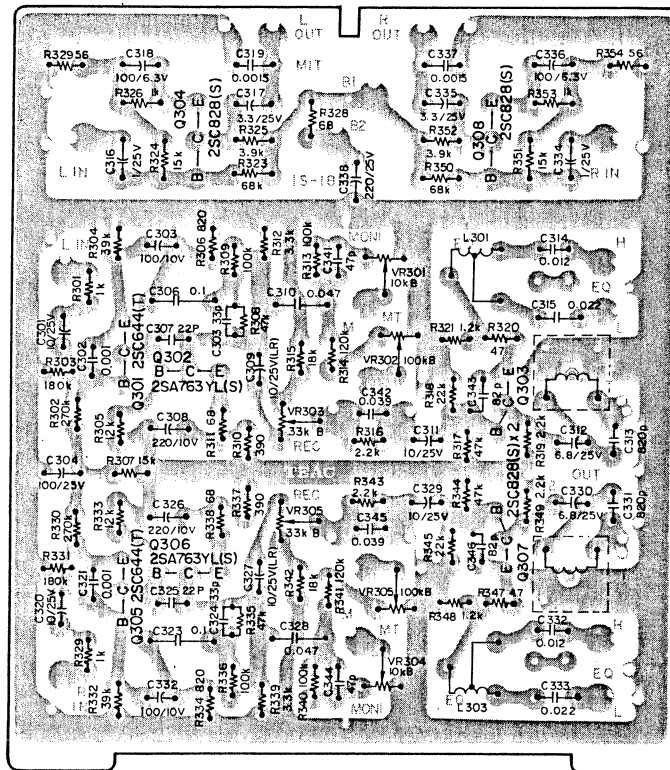 L OUT
R OUT
R329 56
C318
100/6.3V
R326 1k
Q304
2SC828(S)
B—C—E
C319
0.0015
C317
3.3/25V
R325
3.9k
R323
68k
MIT
B1
B2
R328
68
C337
0.0015
C335
3.3/25V
R352
3.9k
R350
68k
Q308
2SC828(S)
B—C—E
C336
100/6.3V
R353 1k
R354 56
L IN
C316
1/25V
R324
15k
1S-18
C338
220/25V
R351
15k
C334
1/25V
R IN
L IN
R304
39k
C303
100/10V
R306 820
R309
100k
R312
3.3k
R313 100k
C341
47p
MONI
VR301
10kB
L301
C314
0.012
H
EQ
R301
1k
C306 0.1
C303 33p
R308
47k
C310 0.047
M
MT
C315 0.022
L
C301
10/25V
C302
0.001
Q301 2SC644(T)
B—C—E
C307 22P
Q302
B—C—E
2SA763YL(S)
C309
10/25V(LR)
R315
18k
R314 120k
VR302 100kB
R321 1.2k
R320
47
R303
180k
R302
270k
R305
12k
C308
220/10V
R311 68
R310
390
VR303
33k B
C342
0.039
R316
2.2k
C311
10/25V
R318
22k
C343
82p
R317
47k
B
C—E
Q303
2SC828(S)x2
R319 2.2k
C312
6.8/25V
C313
820p
C304
100/25V
R307 15k
OUT
R330
270k
R333
12k
C326
220/10V
R338 68
R337
390
REC
VR305
33k B
R343
2.2k
C345
0.039
C329
10/25V
R344
47k
R345
22k
C346
82p
B
E—C
Q307
R349 2.2k
C330
6.8/25V
C331
820p
R331
180k
C320
10/25V
C321
0.001
Q305 2SC644(T)
B—C—E
Q306
2SA763YL(S)
B—C—E
C325 22P
C324 33p
R335
47k
C327
10/25V(LR)
R342
18k
R341 120k
VR305 100kB
M
MT
R348 1.2k
R347 47
C332
0.012
H
R329
1k
C323 0.1
C328
0.047
VR304
10kB
EQ
R332
39k
IN
C332
100/10V
R334 820
R336
100k
R339
3.3k
R340 100k
C344
47p
MONI
L303
C333
0.022
L